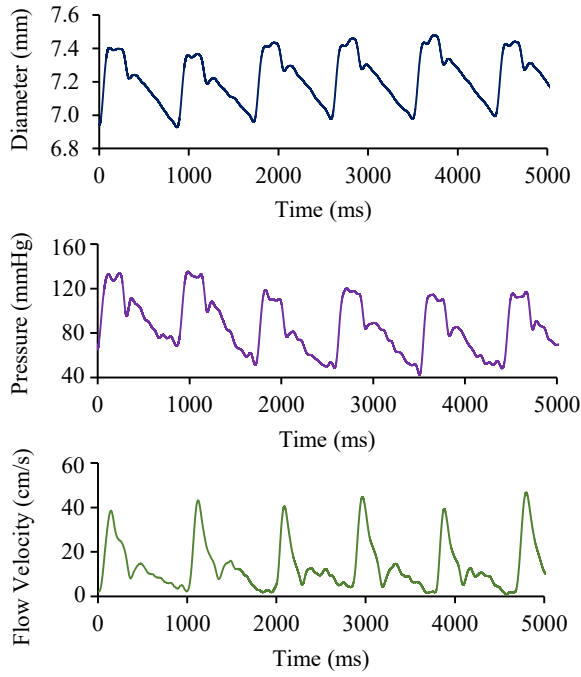 Diameter (mm)
7.6
7.4
7.2
7.0
6.8
0 1000 2000 3000 4000 5000
Time (ms)
Pressure (mmHg)
160
120
80
40
0 1000 2000 3000 4000 5000
Time (ms)
Flow Velocity (cm/s)
60
40
20
0
0 1000 2000 3000 4000 5000
Time (ms)